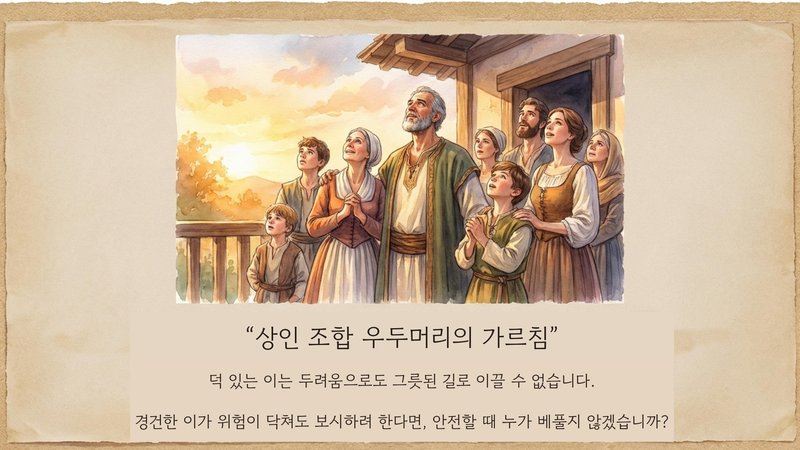 “상인 조합 우두머리의 가르침”
덕 있는 이는 두려움으로도 그릇된 길로 이끌 수 없습니다.
경건한 이가 위험이 닥쳐도 보시하려 한다면, 안전할 때 누가 베풀지 않겠습니까?